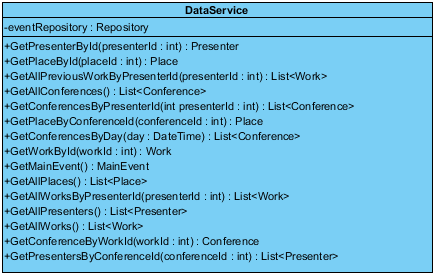 DataService
-eventRepository : Repository
+GetPresenterById(presenterId : int) : Presenter
+GetPlaceById(placeId : int) : Place
+GetAllPreviousWorkByPresenterId(presenterId : int) : List<Work>
+GetAllConferences() : List<Conference>
+GetConferencesByPresenterId(int presenterId : int) : List<Conference>
+GetPlaceByConferenceId(conferenceId : int) : Place
+GetConferencesByDay(day : DateTime) : List<Conference>
+GetWorkById(workId : int) : Work
+GetMainEvent() : MainEvent
+GetAllPlaces() : List<Place>
+GetAllWorksByPresenterId(presenterId : int) : List<Work>
+GetAllPresenters() : List<Presenter>
+GetAllWorks() : List<Work>
+GetConferenceByWorkId(workId : int) : Conference
+GetPresentersByConferenceId(conferenceId : int) : List<Presenter>